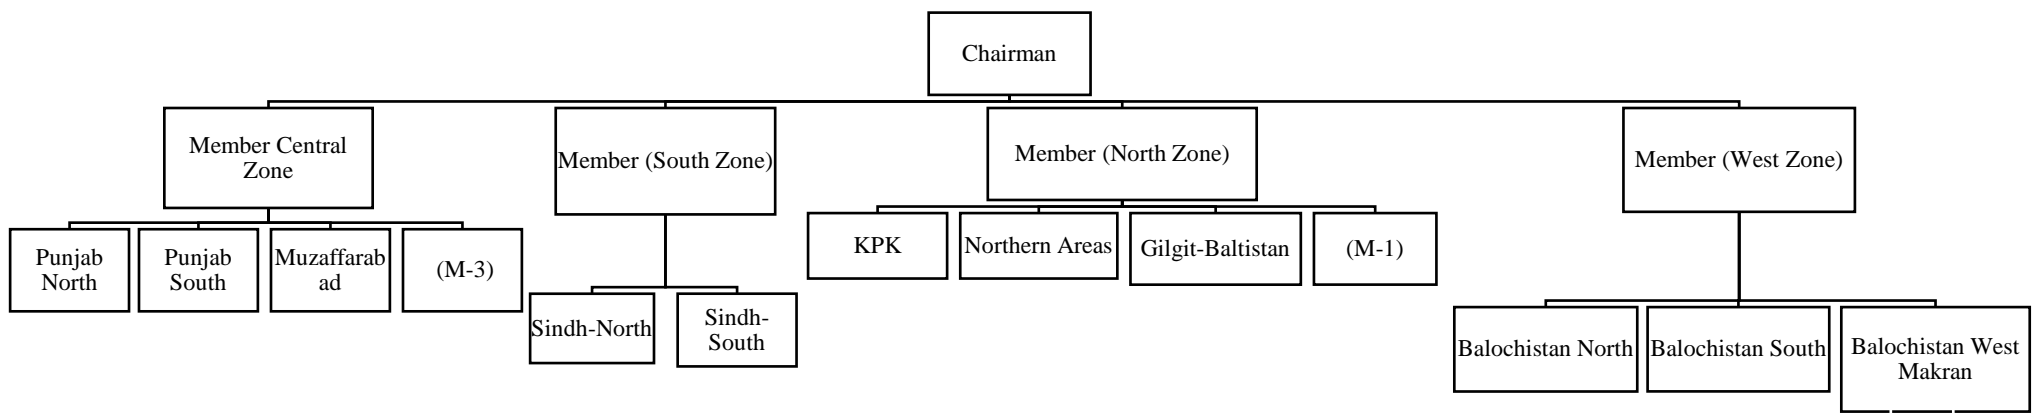 Chairman
Member Central
Zone
Member (South Zone)
Member (North Zone)
Member (West Zone)
Punjab
North
Punjab
South
Muzaffarab
ad
(M-3)
Sindh-North
Sindh-
South
KPK
Northern Areas
Gilgit-Baltistan
(M-1)
Balochistan North
Balochistan South
Balochistan West
Makran